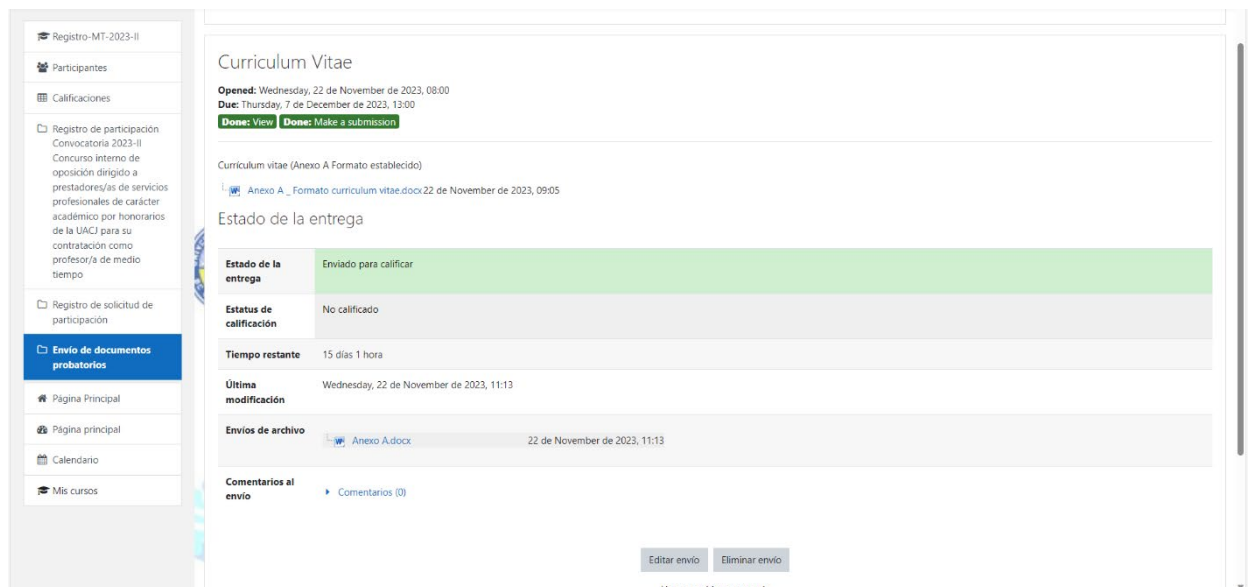 Registro-MT-2023-II
Participantes
Calificaciones
Registro de participación
Convocatoria 2023-II
Concurso interno de
oposición dirigido a
prestadores/as de servicios
profesionales de carácter
académico por honorarios
de la UACJ para su
contratación como
profesor/a de medio
tiempo
Registro de solicitud de
participación
Envío de documentos
probatorios
Página Principal
Página principal
Calendario
Mis cursos
Curriculum Vitae
Opened: Wednesday, 22 de November de 2023, 08:00
Due: Thursday, 7 de December de 2023, 13:00
Done: View Done: Make a submission
Currículum vitae (Anexo A Formato establecido)
Anexo A _ Formato curriculum vitae.docx 22 de November de 2023, 09:05
Estado de la entrega
Estado de la
entrega
Enviado para calificar
Estatus de
calificación
No calificado
Tiempo restante 15 días 1 hora
Última
modificación
Wednesday, 22 de November de 2023, 11:13
Envíos de archivo
Anexo A.docx 22 de November de 2023, 11:13
Comentarios al
envío
Comentarios (0)
Editar envío Eliminar envío